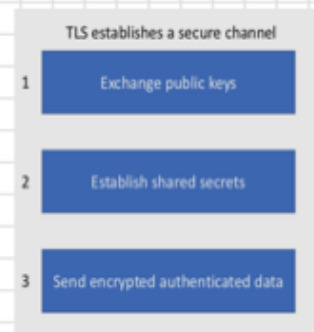 TLS establishes a secure channel
1 Exchange public keys
2 Establish shared secrets
3 Send encrypted authenticated data